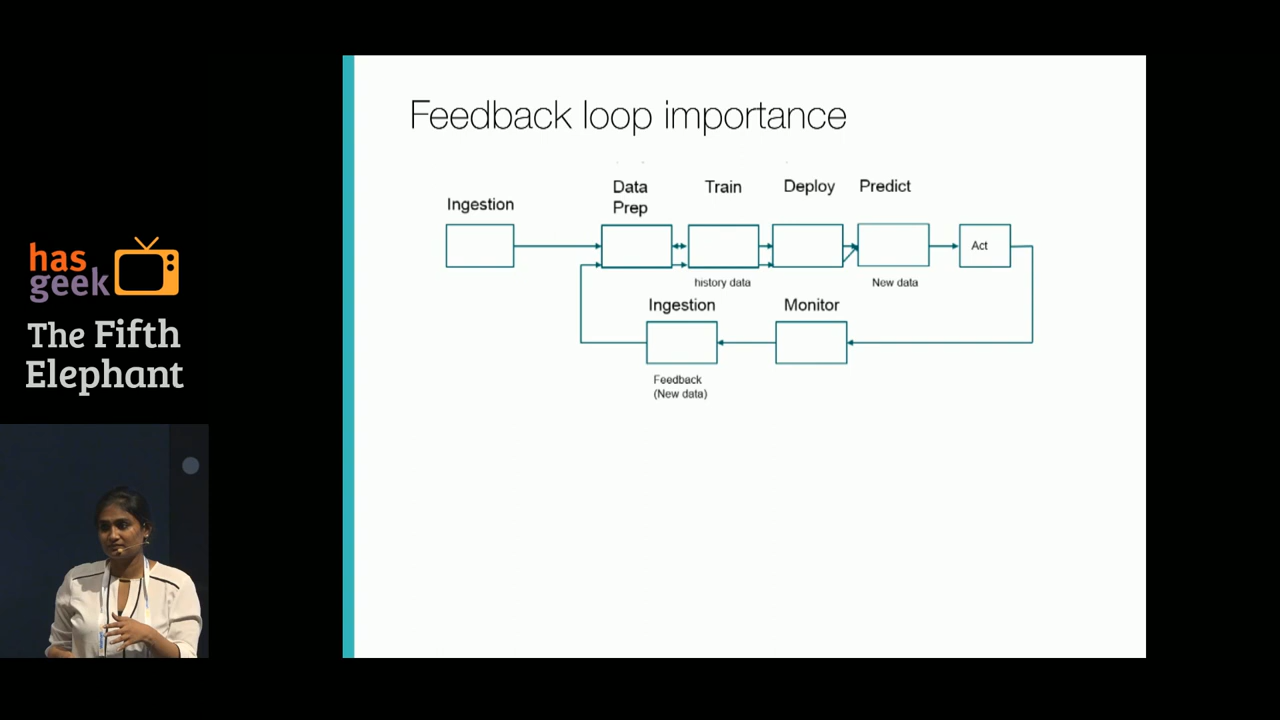 has
geek
The Fifth
Elephant
Feedback loop importance
Ingestion
Data
Prep
Train
Deploy
Predict
Act
history data
New data
Ingestion
Monitor
Feedback
(New data)